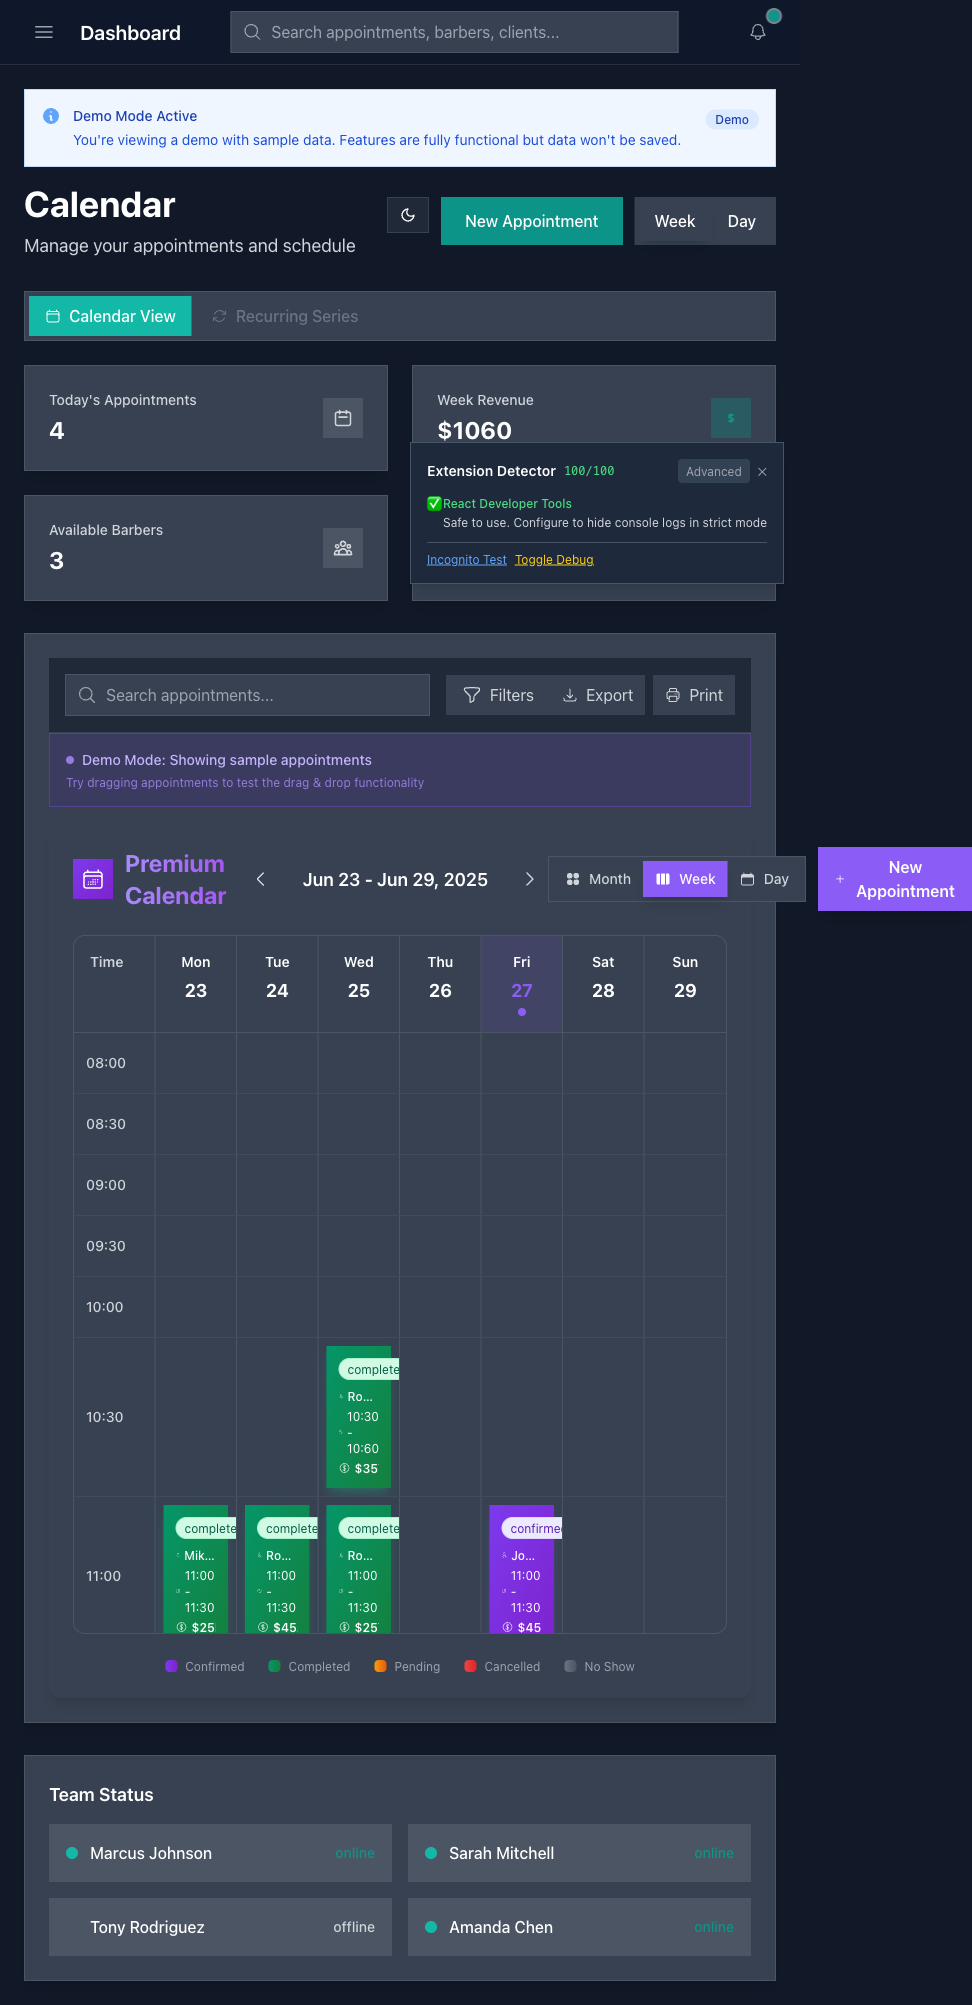 Dashboard
Search appointments, barbers, clients...
Demo Mode Active
You're viewing a demo with sample data. Features are fully functional but data won't be saved.
Demo
Calendar
Manage your appointments and schedule
New Appointment
Week
Day
Calendar View
Recurring Series
Today's Appointments
4
Week Revenue
$1060
Available Barbers
3
Extension Detector 100/100
Advanced
React Developer Tools
Safe to use. Configure to hide console logs in strict mode
Incognito Test
Toggle Debug
Search appointments...
Filters
Export
Print
Demo Mode: Showing sample appointments
Try dragging appointments to test the drag & drop functionality
Premium
Calendar
Jun 23 - Jun 29, 2025
Month
Week
Day
New
Appointment
Time
Mon
23
Tue
24
Wed
25
Thu
26
Fri
27
Sat
28
Sun
29
08:00
08:30
09:00
09:30
10:00
10:30
complete
Ro...
10:30
-
10:60
$35
11:00
complete
Mik...
11:00
-
11:30
$25
complete
Ro...
11:00
-
11:30
$45
complete
Ro...
11:00
-
11:30
$25
confirme
Jo...
11:00
-
11:30
$45
Confirmed
Completed
Pending
Cancelled
No Show
Team Status
Marcus Johnson
online
Sarah Mitchell
online
Tony Rodriguez
offline
Amanda Chen
online